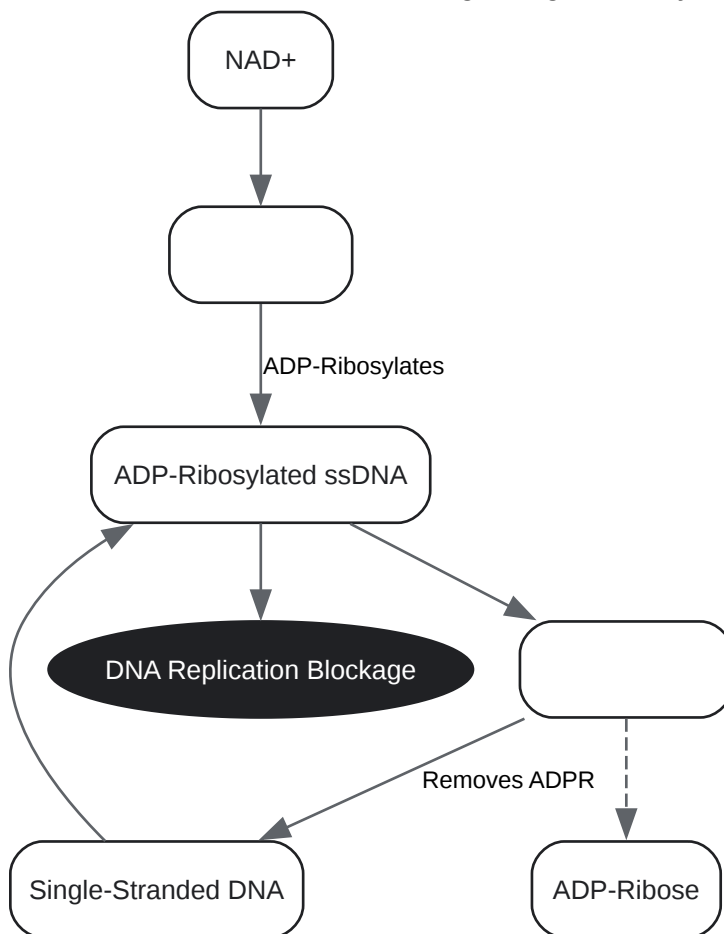 NAD+
ADP-Ribosylates
ADP-Ribosylated ssDNA
DNA Replication Blockage
Removes ADPR
Single-Stranded DNA
ADP-Ribose